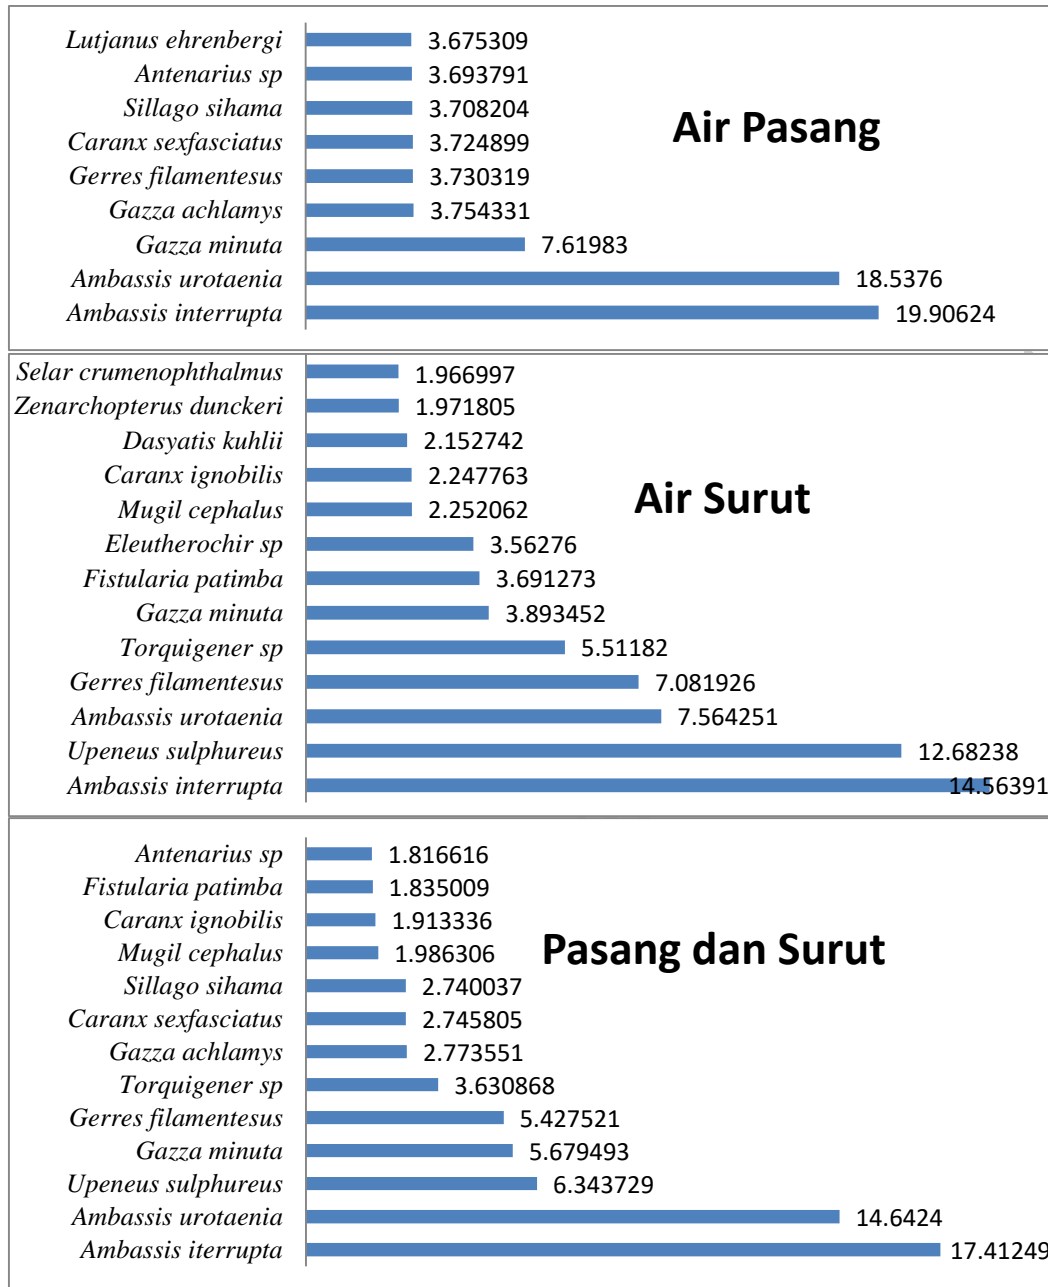 Lutjanus ehrenbergi 3.675309
Antenarius sp 3.693791
Sillago sihama 3.708204
Caranx sexfasciatus 3.724899
Gerres filamentesus 3.730319
Gazza achlamys 3.754331
Gazza minuta 7.61983
Ambassis urotaenia 18.5376
Ambassis interrupta 19.90624
Air Pasang
Selar crumenophthalmus 1.966997
Zenarchopterus dunckeri 1.971805
Dasyatis kuhlii 2.152742
Caranx ignobilis 2.247763
Mugil cephalus 2.252062
Eleutherochir sp 3.56276
Fistularia patimba 3.691273
Gazza minuta 3.893452
Torquigener sp 5.51182
Gerres filamentesus 7.081926
Ambassis urotaenia 7.564251
Upeneus sulphureus 12.68238
Ambassis interrupta 14.56391
Air Surut
Antenarius sp 1.816616
Fistularia patimba 1.835009
Caranx ignobilis 1.913336
Mugil cephalus 1.986306
Sillago sihama 2.740037
Caranx sexfasciatus 2.745805
Gazza achlamys 2.773551
Torquigener sp 3.630868
Gerres filamentesus 5.427521
Gazza minuta 5.679493
Upeneus sulphureus 6.343729
Ambassis urotaenia 14.6424
Ambassis iterrupta 17.41249
Pasang dan Surut